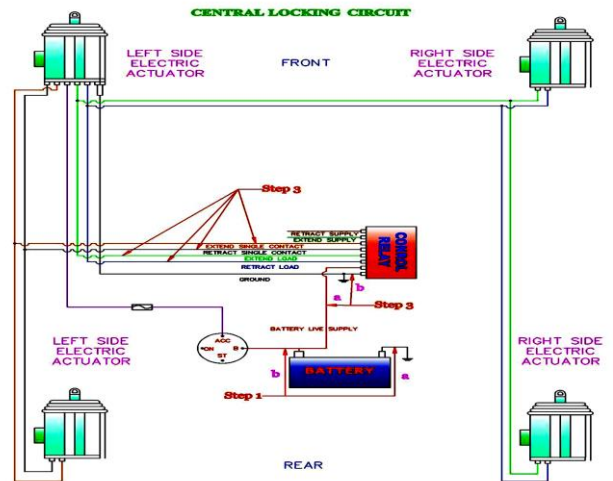 CENTRAL LOCKING CIRCUIT
LEFT SIDE
ELECTRIC
ACTUATOR
FRONT
RIGHT SIDE
ELECTRIC
ACTUATOR
Step 3
RETRACT SUPPLY
EXTEND SUPPLY
EXTEND SINGLE CONTACT
RETRACT SINGLE CONTACT
EXTEND LOAD
RETRACT LOAD
GROUND
CONTROL
RELAY
a
b
Step 3
BATTERY LIVE SUPPLY
LEFT SIDE
ELECTRIC
ACTUATOR
ACC
ON
B
ST
b
BATTERY
a
Step 1
RIGHT SIDE
ELECTRIC
ACTUATOR
REAR